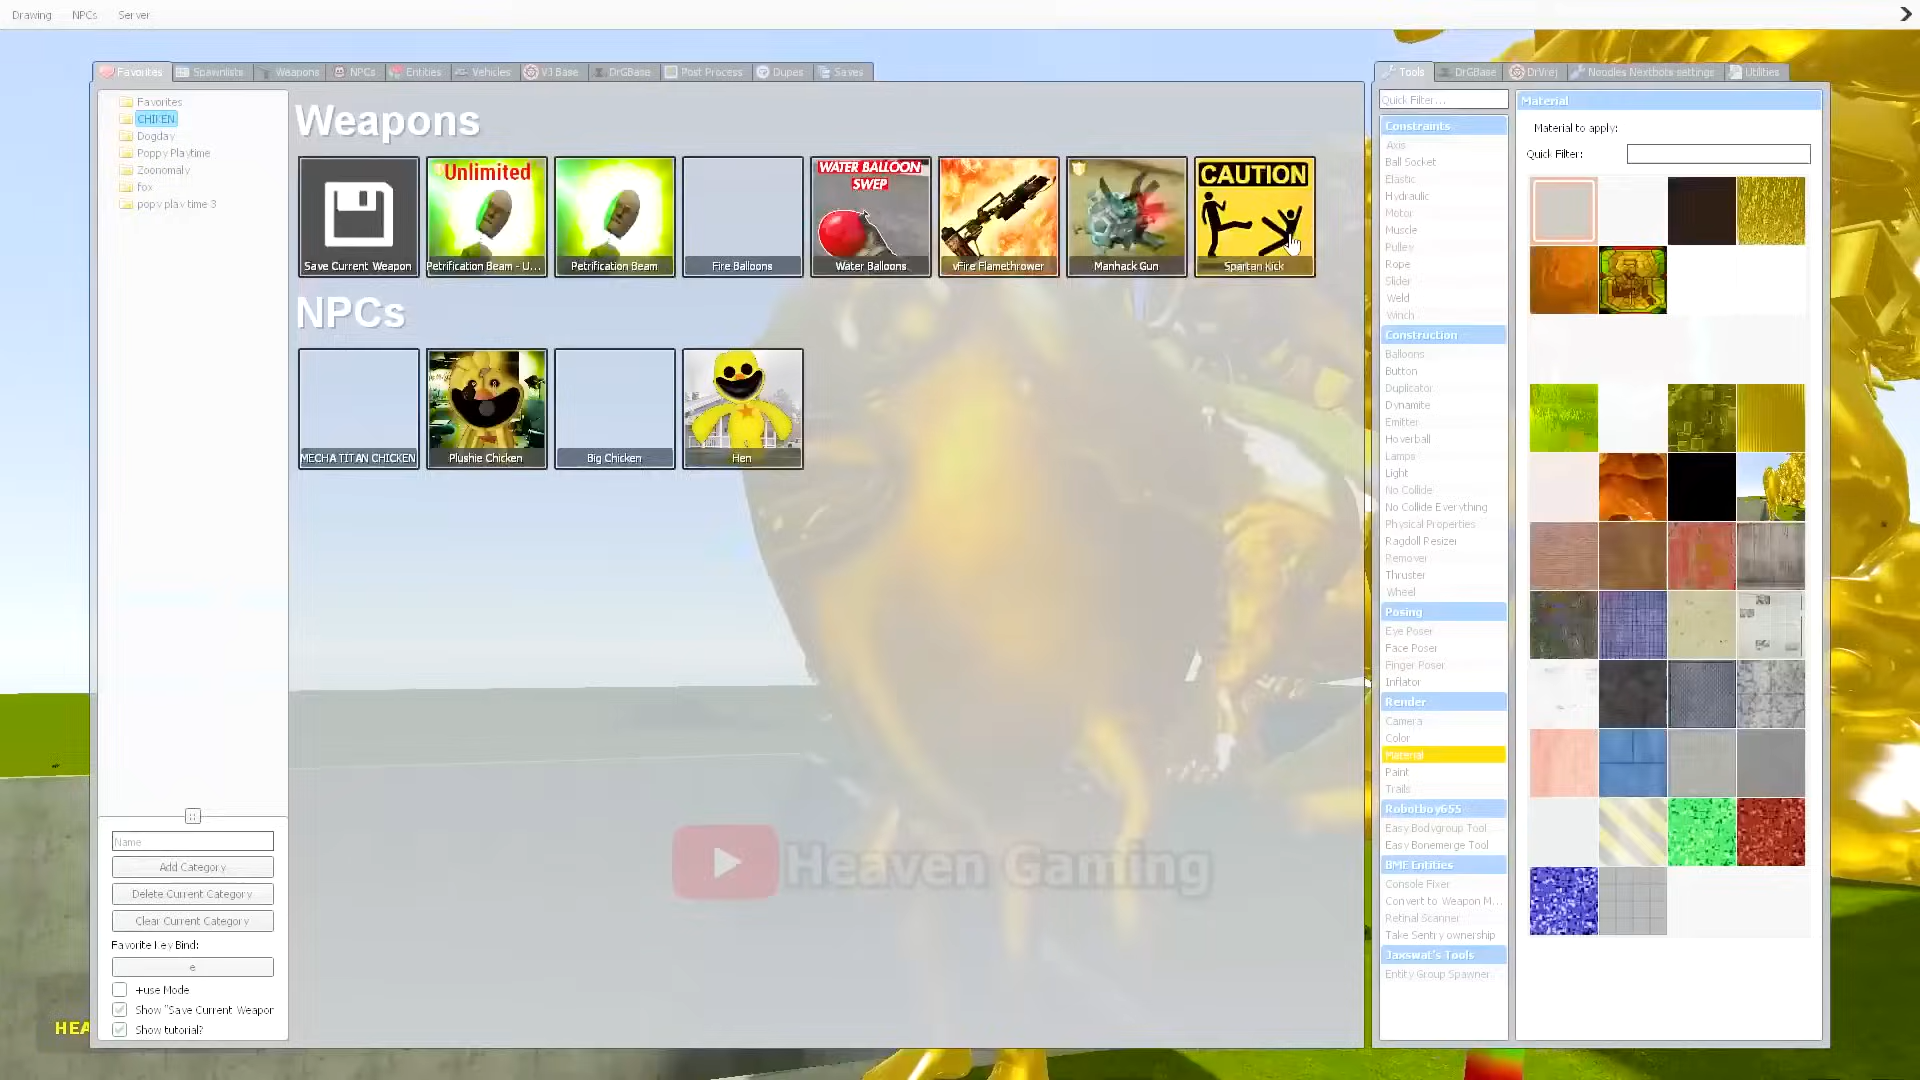 Drawing NPCs Server
Favorites Spawnlists Weapons NPCs Entities Vehicles VJ Base DrGBase Post Process Dupes Saves
Favorites
CHIKEN
Dogday
Poppy Playtime
Zoonomaly
fox
popy play time 3
Weapons
Save Current Weapon
Unlimited
Petrification Beam - U...
Petrification Beam
Fire Balloons
WATER BALLOON
SWEP
Water Balloons
vFire Flamethrower
Manhack Gun
CAUTION
Spartan Kick
NPCs
MECHA TITAN CHICKEN
Plushie Chicken
Big Chicken
Hen
Heaven Gaming
Name
Add Category
Delete Current Category
Clear Current Category
Favorite Key Bind:
e
+use Mode
Show "Save Current Weapon
Show tutorial?
HEA
Tools DrGBase DrVrej Noodles Nextbots settings Utilities
Quick Filter...
Constraints
Axis
Ball Socket
Elastic
Hydraulic
Motor
Muscle
Pulley
Rope
Slider
Weld
Winch
Construction
Balloons
Button
Duplicator
Dynamite
Emitter
Hoverball
Lamps
Light
No Collide
No Collide Everything
Physical Properties
Ragdoll Resizer
Remover
Thruster
Wheel
Posing
Eye Poser
Face Poser
Finger Poser
Inflator
Render
Camera
Color
Material
Paint
Trails
Robotboy655
Easy Bodygroup Tool
Easy Bonemerge Tool
BMF Entities
Console Fixer
Convert to Weapon M...
Retinal Scanner
Take Sentry ownership
Jaxswat's Tools
Entity Group Spawner
Material
Material to apply:
Quick Filter: